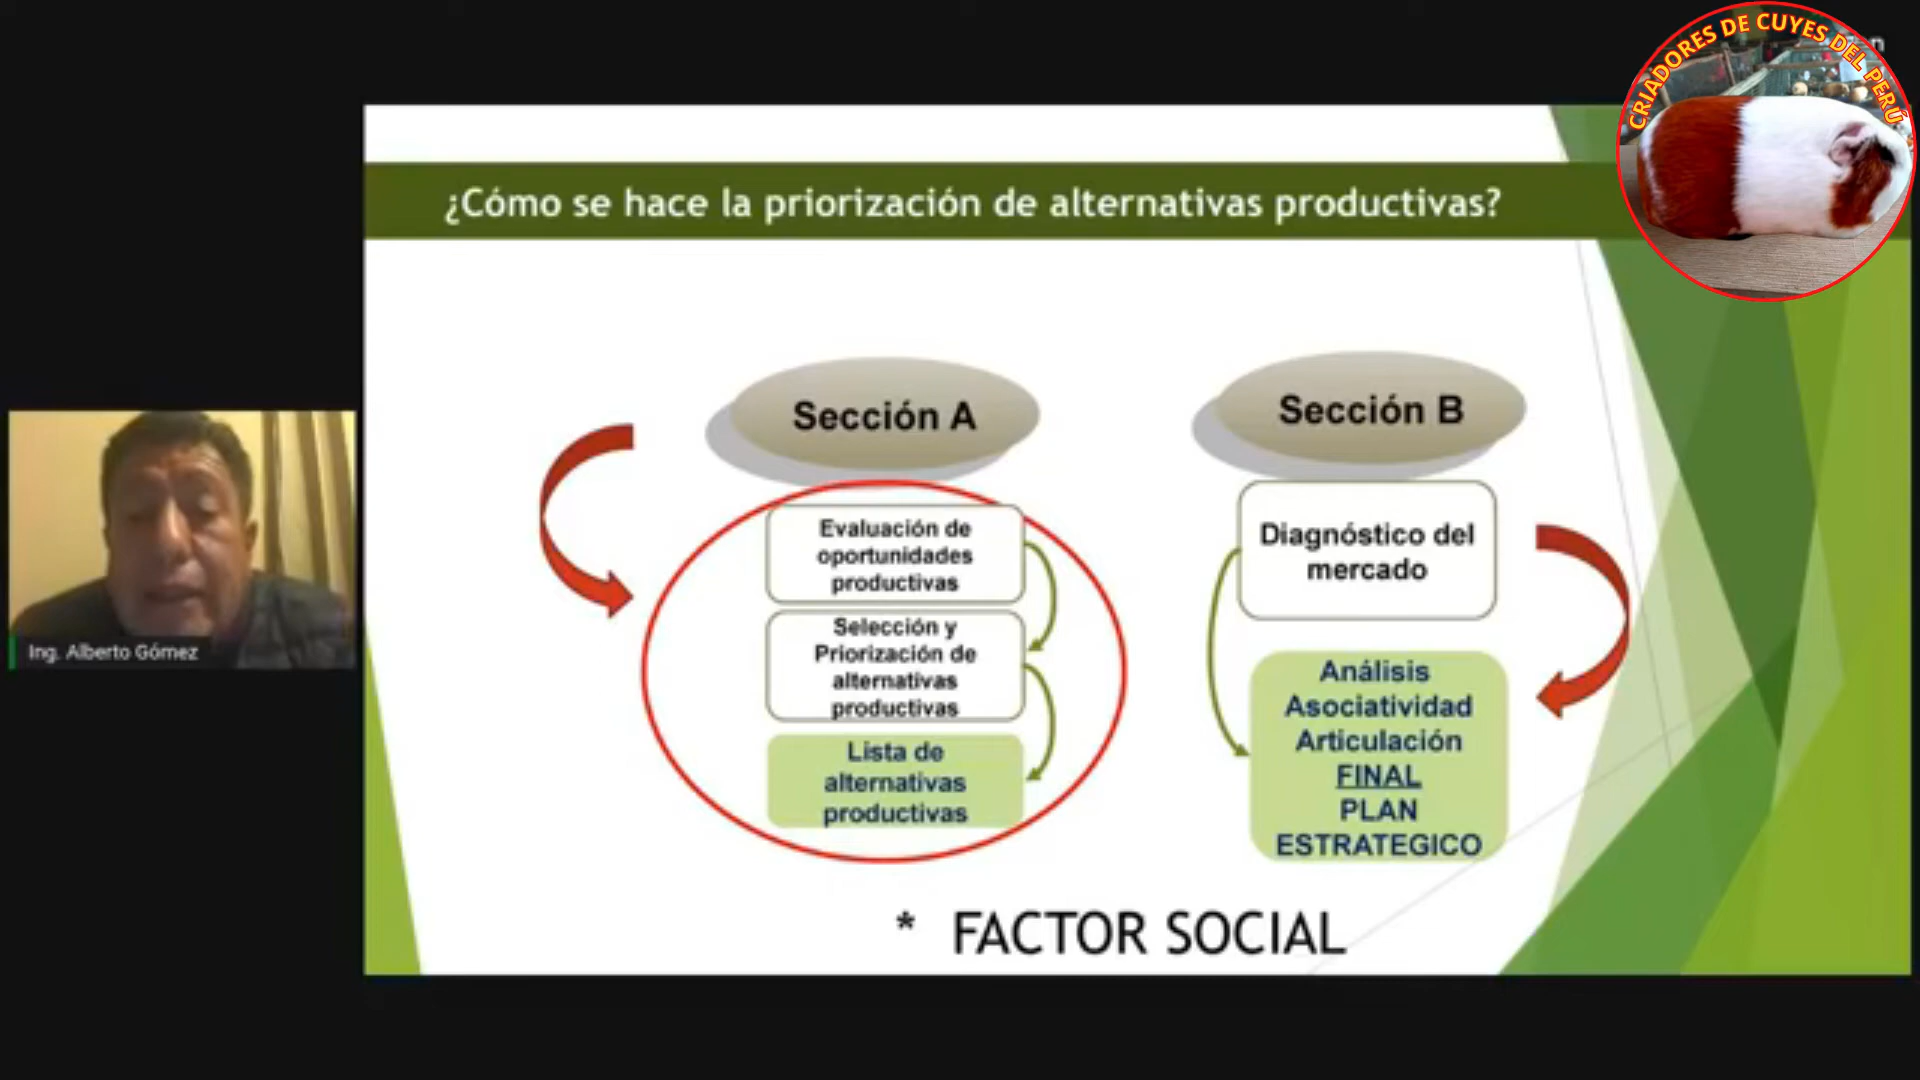 CRIADORES DE CUYES DEL PERÚ
¿Cómo se hace la priorización de alternativas productivas?
Sección A
Evaluación de
oportunidades
productivas
Selección y
Priorización de
alternativas
productivas
Lista de
alternativas
productivas
Sección B
Diagnóstico del
mercado
Análisis
Asociatividad
Articulación
FINAL
PLAN
ESTRATEGICO
* FACTOR SOCIAL
Ing. Alberto Gómez